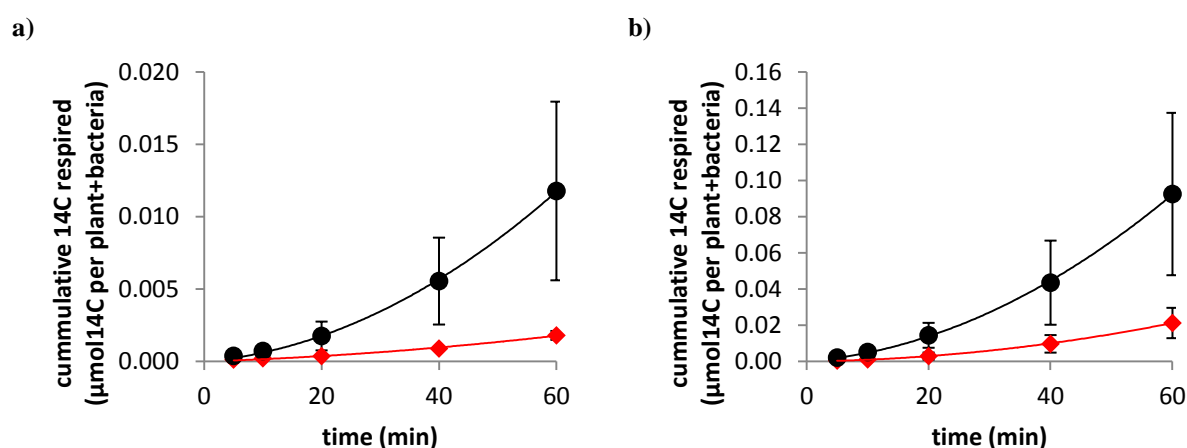 a)
cummulative 14C respired
(µmol14C per plant+bacteria)
0.020
0.015
0.010
0.005
0.000
0
20
40
60
time (min)
b)
cummulative 14C respired
(µmol14C per plant+bacteria)
0.16
0.14
0.12
0.10
0.08
0.06
0.04
0.02
0.00
0
20
40
60
time (min)